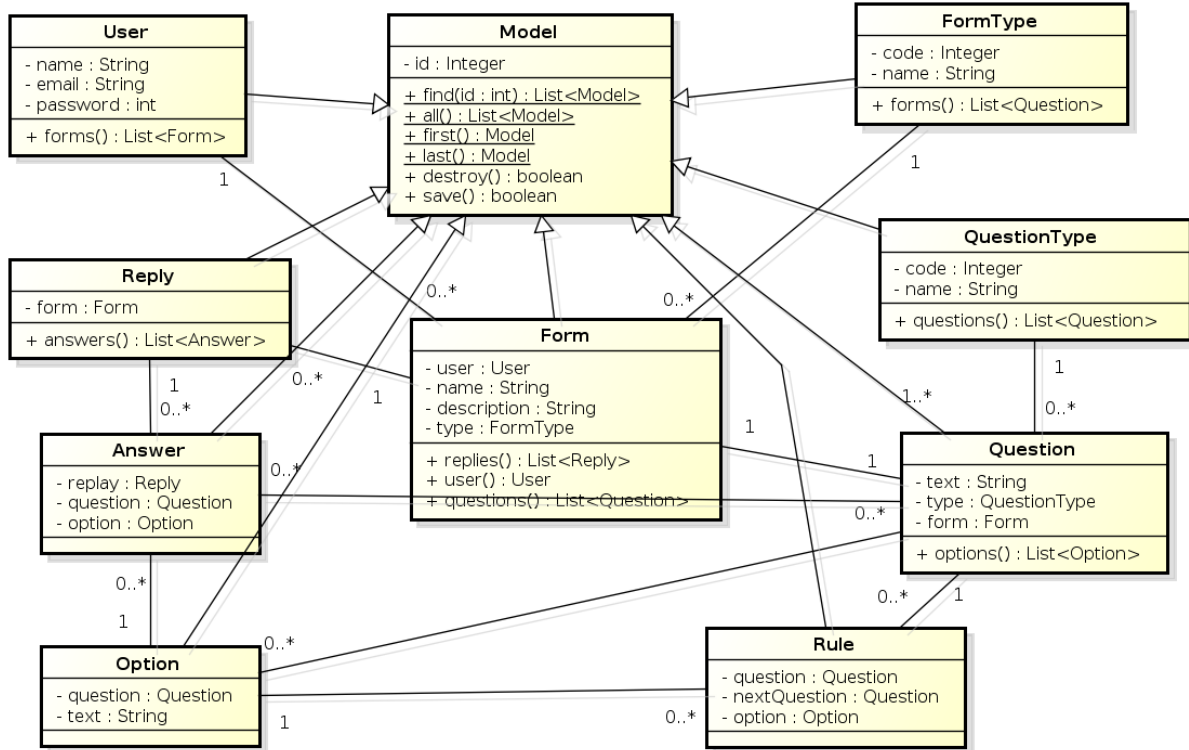 User
- name : String
- email : String
- password : int
+ forms() : List<Form>
Model
- id : Integer
+ find(id : int) : List<Model>
+ all() : List<Model>
+ first() : Model
+ last() : Model
+ destroy() : boolean
+ save() : boolean
FormType
- code : Integer
- name : String
+ forms() : List<Question>
1
1
QuestionType
- code : Integer
- name : String
+ questions() : List<Question>
Reply
- form : Form
+ answers() : List<Answer>
0..*
0..*
Form
- user : User
- name : String
- description : String
- type : FormType
+ replies() : List<Reply>
+ user() : User
+ questions() : List<Question>
1
0..*
0..*
1
1..*
1
0..*
1
1
Answer
- replay : Reply
- question : Question
- option : Option
0..*
0..*
Question
- text : String
- type : QuestionType
- form : Form
+ options() : List<Option>
0..*
1
0..*
1
0..*
Option
- question : Question
- text : String
1
0..*
Rule
- question : Question
- nextQuestion : Question
- option : Option